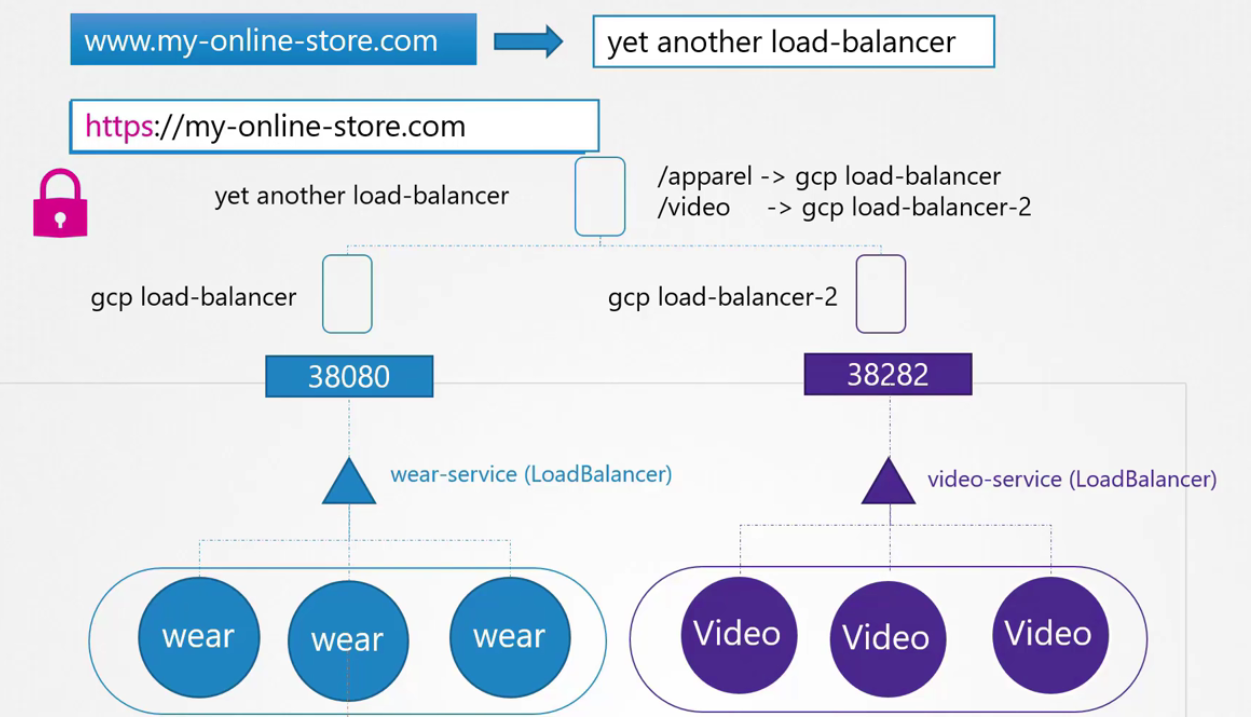 www.my-online-store.com
yet another load-balancer
https://my-online-store.com
yet another load-balancer
/apparel -> gcp load-balancer
/video -> gcp load-balancer-2
gcp load-balancer
gcp load-balancer-2
38080
38282
wear-service (LoadBalancer)
video-service (LoadBalancer)
wear
wear
wear
Video
Video
Video